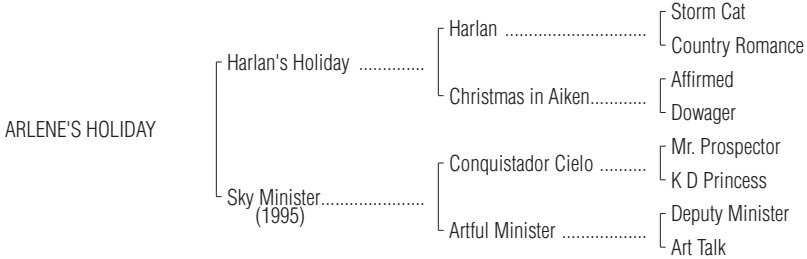 Storm Cat
Harlan ..............................
Country Romance
Harlan's Holiday ..............
Affirmed
Christmas in Aiken............
Dowager
ARLENE'S HOLIDAY
Mr. Prospector
Conquistador Cielo ..........
K D Princess
Sky Minister......................
(1995)
Deputy Minister
Artful Minister ..................
Art Talk